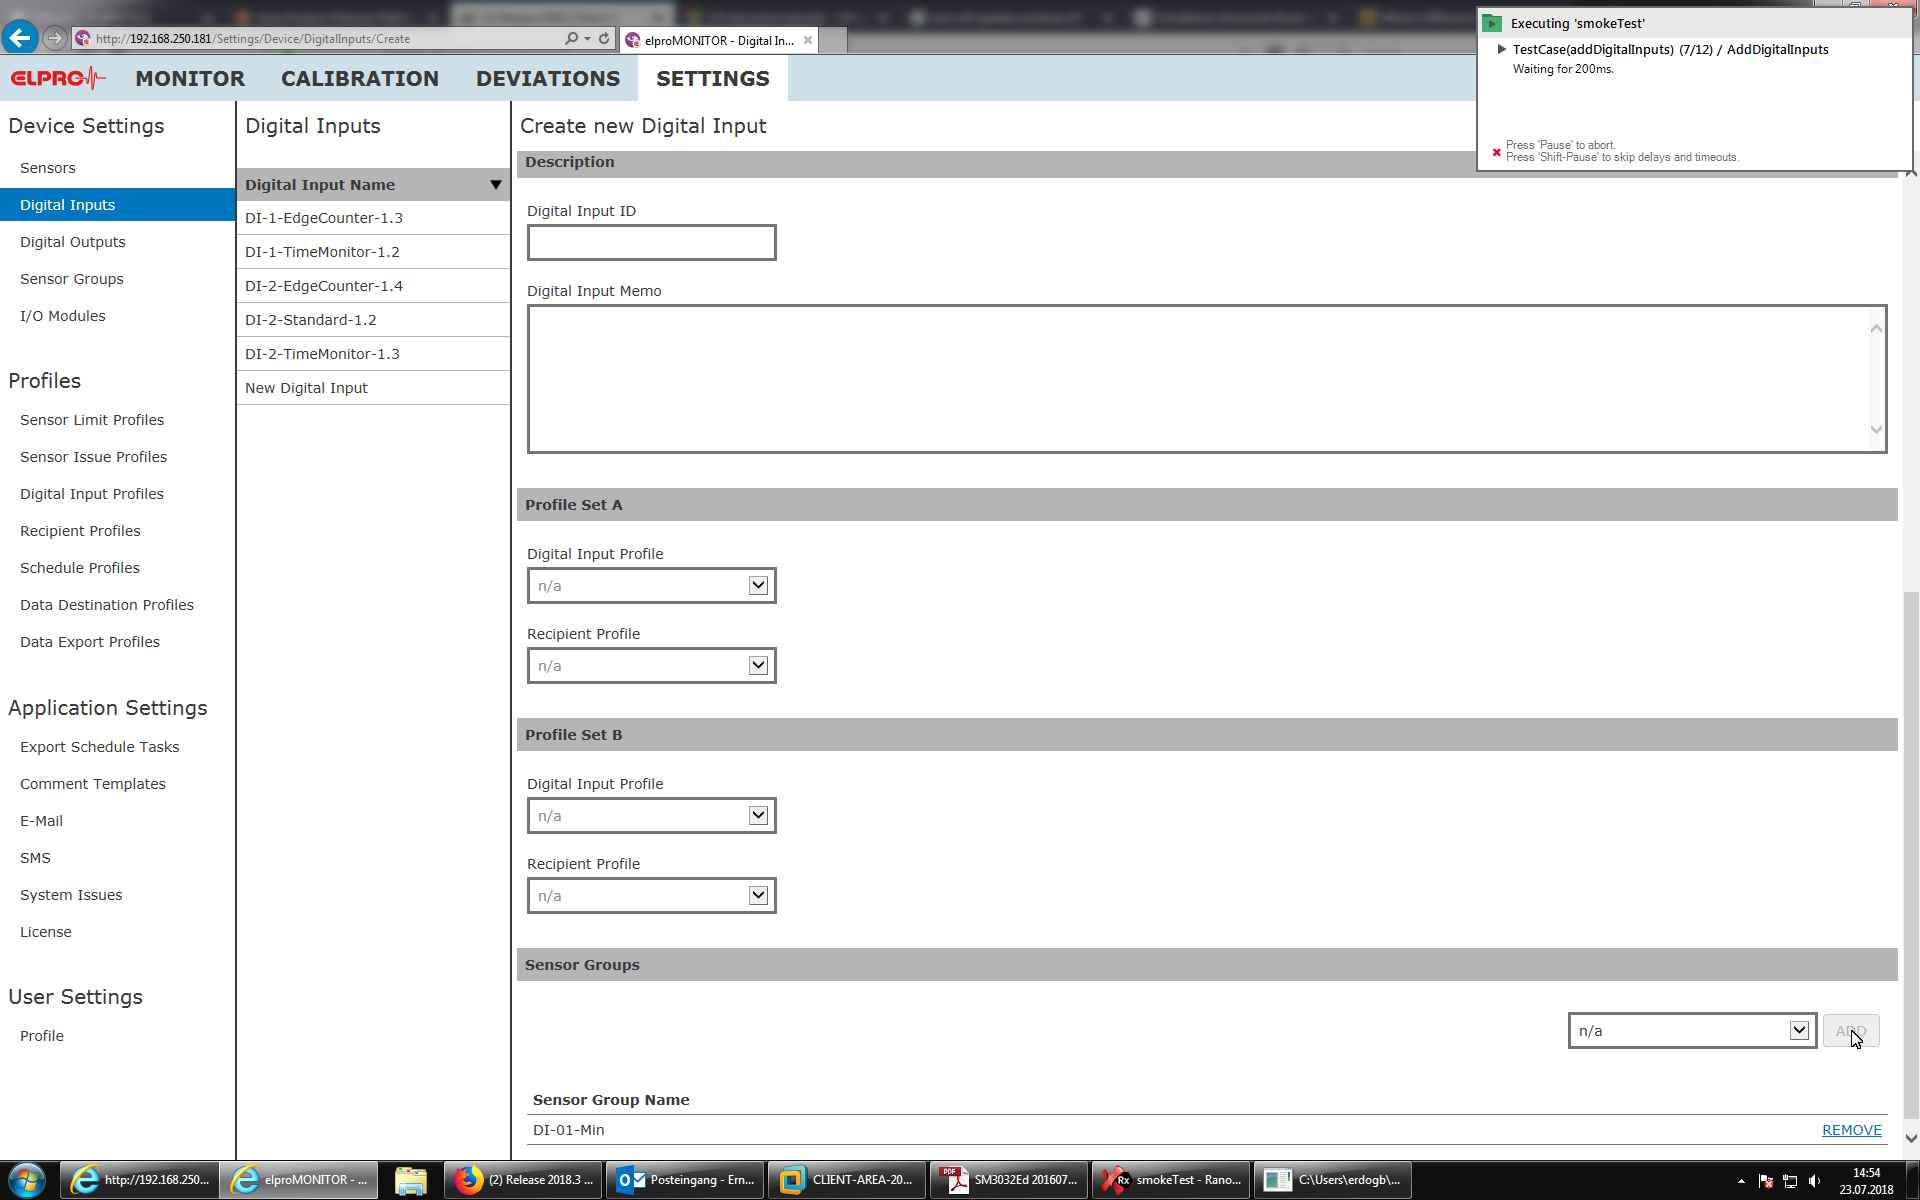 http://192.168.250.181/Settings/Device/DigitalInputs/Create
elproMONITOR - Digital In...
Executing 'smokeTest'
TestCase(addDigitalInputs) (7/12) / AddDigitalInputs
Waiting for 200ms.
Press 'Pause' to abort.
Press 'Shift-Pause' to skip delays and timeouts.
ELPRO
MONITOR
CALIBRATION
DEVIATIONS
SETTINGS
Device Settings
Sensors
Digital Inputs
Digital Outputs
Sensor Groups
I/O Modules
Profiles
Sensor Limit Profiles
Sensor Issue Profiles
Digital Input Profiles
Recipient Profiles
Schedule Profiles
Data Destination Profiles
Data Export Profiles
Application Settings
Export Schedule Tasks
Comment Templates
E-Mail
SMS
System Issues
License
User Settings
Profile
Digital Inputs
Digital Input Name
DI-1-EdgeCounter-1.3
DI-1-TimeMonitor-1.2
DI-2-EdgeCounter-1.4
DI-2-Standard-1.2
DI-2-TimeMonitor-1.3
New Digital Input
Create new Digital Input
Description
Digital Input ID
Digital Input Memo
Profile Set A
Digital Input Profile
n/a
Recipient Profile
n/a
Profile Set B
Digital Input Profile
n/a
Recipient Profile
n/a
Sensor Groups
n/a
ADD
Sensor Group Name
DI-01-Min
REMOVE
http://192.168.250...
elproMONITOR - ...
(2) Release 2018.3 ...
Posteingang - Ern...
CLIENT-AREA-20...
SM3032Ed 201607...
smokeTest - Rano...
C:\Users\erdogb\...
14:54
23.07.2018